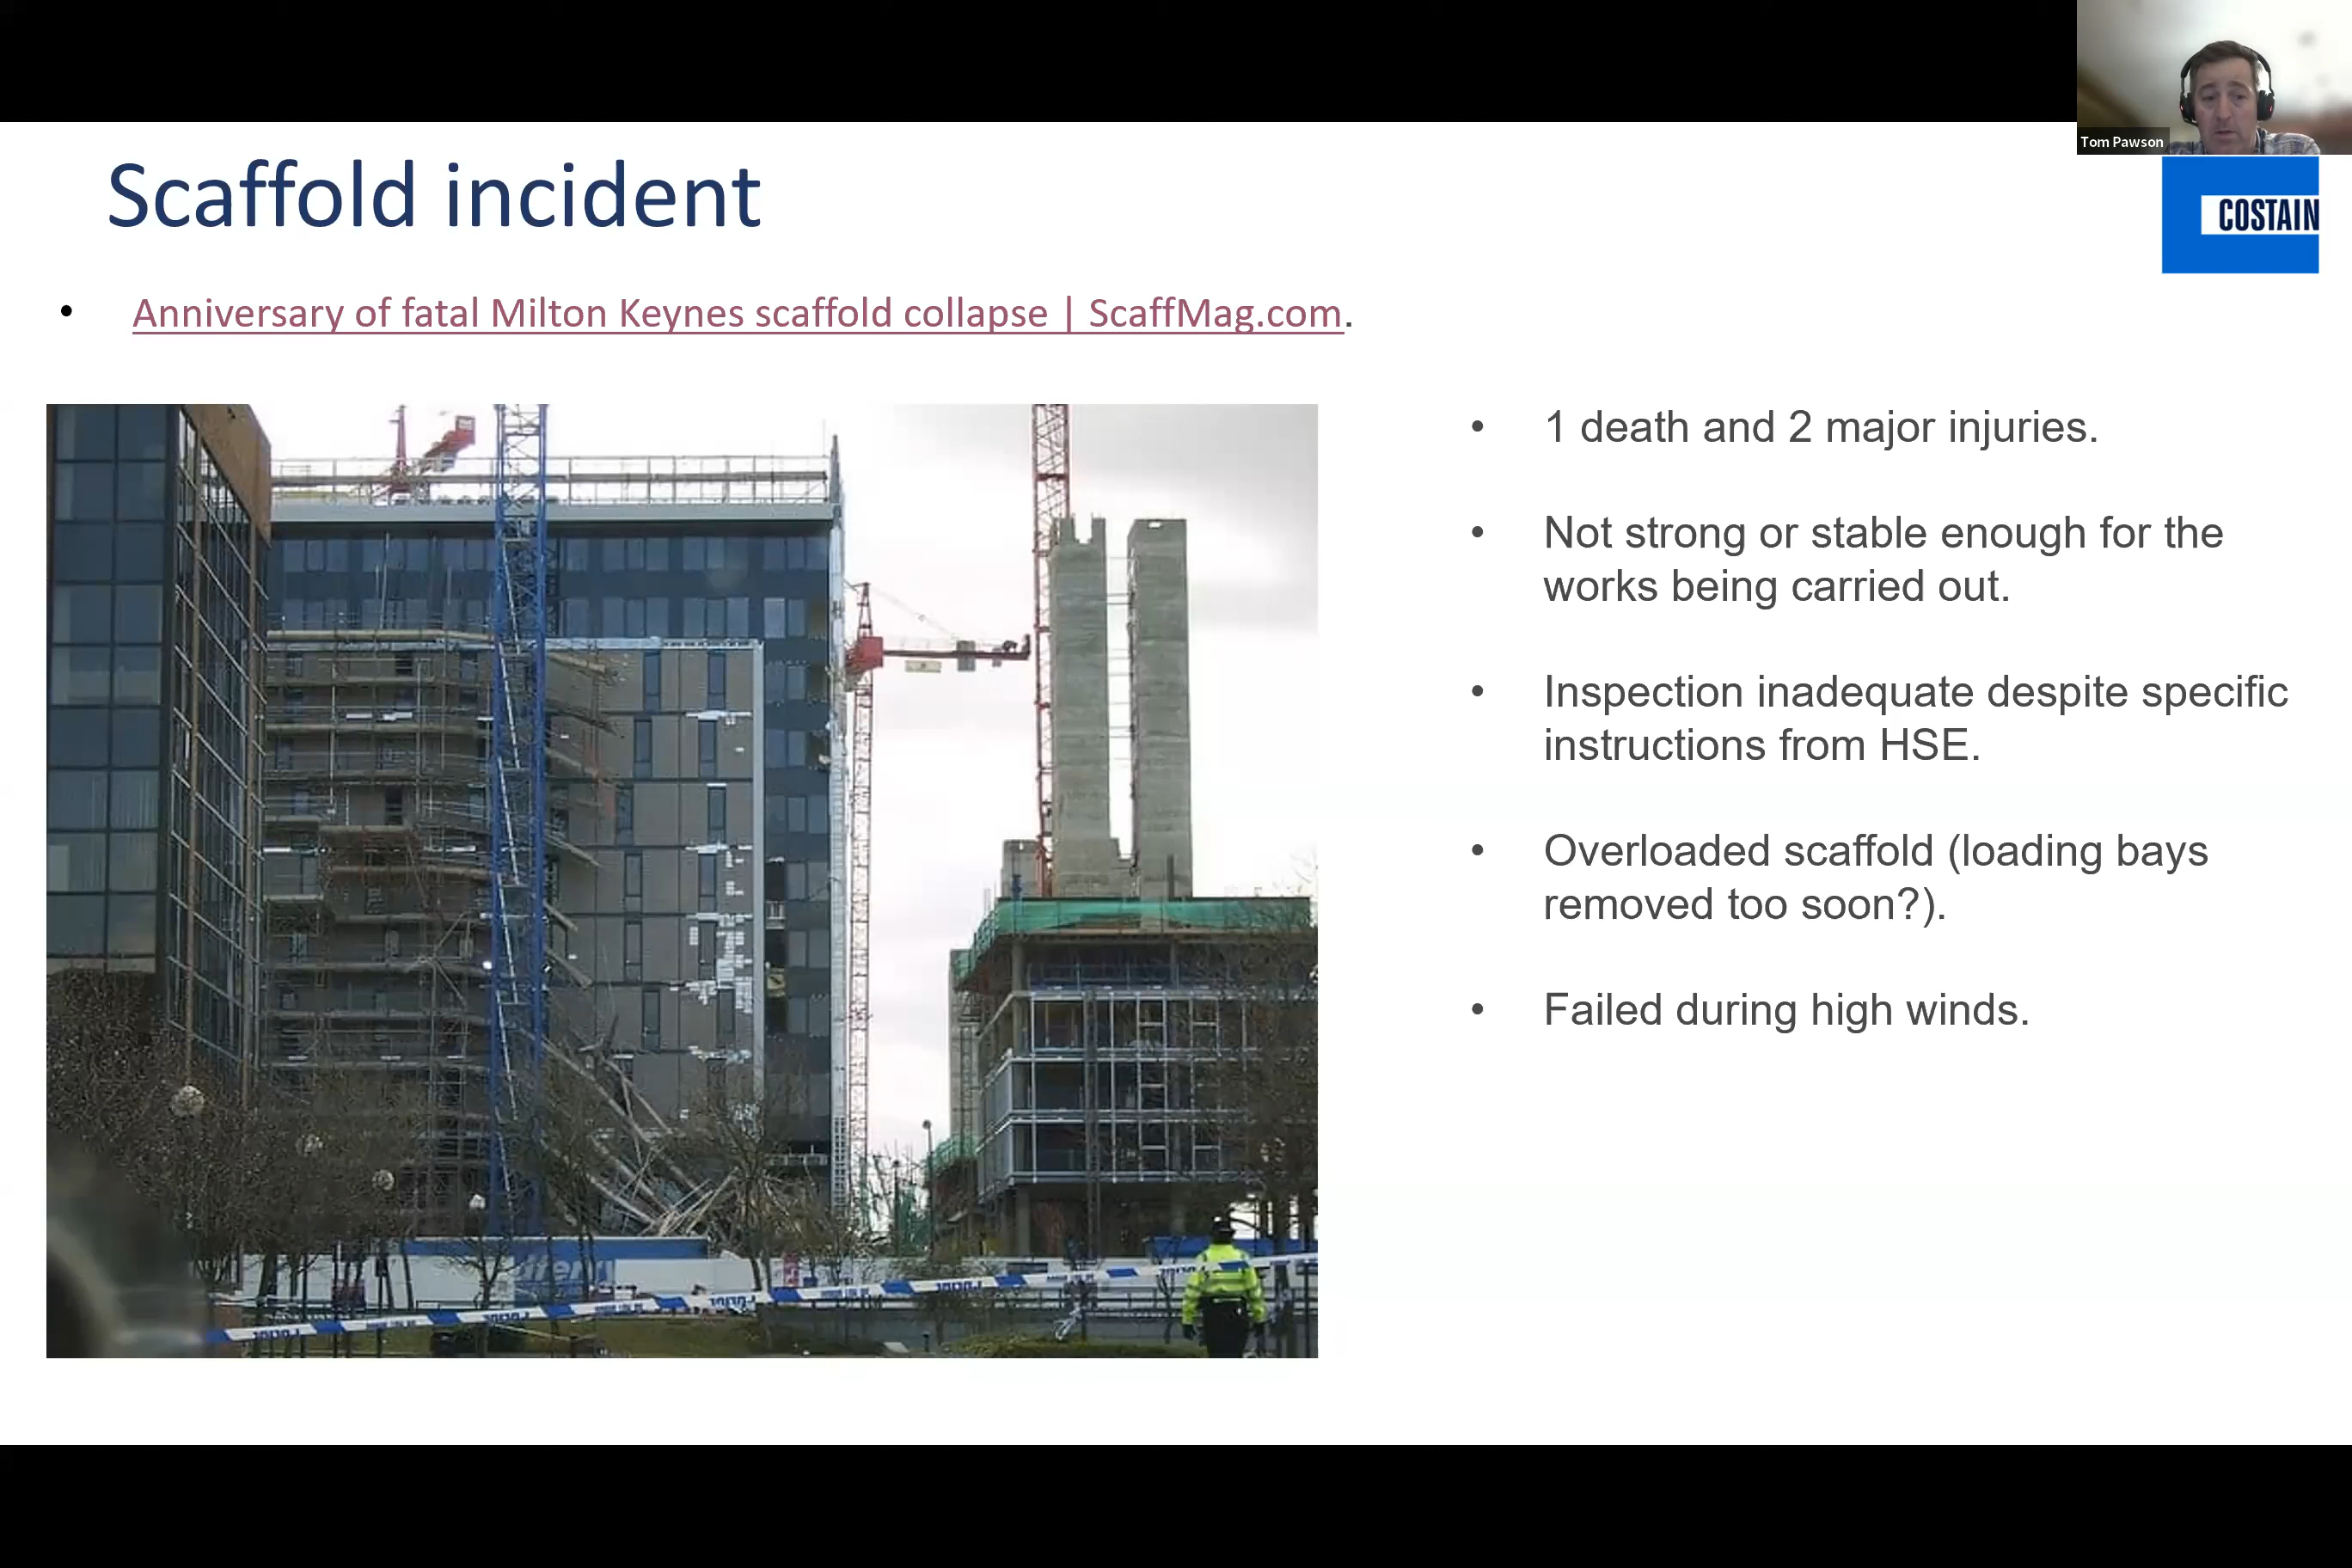 Tom Pawson
COSTAIN
Scaffold incident
• Anniversary of fatal Milton Keynes scaffold collapse | ScaffMag.com.
• 1 death and 2 major injuries.
• Not strong or stable enough for the
works being carried out.
• Inspection inadequate despite specific
instructions from HSE.
• Overloaded scaffold (loading bays
removed too soon?).
• Failed during high winds.